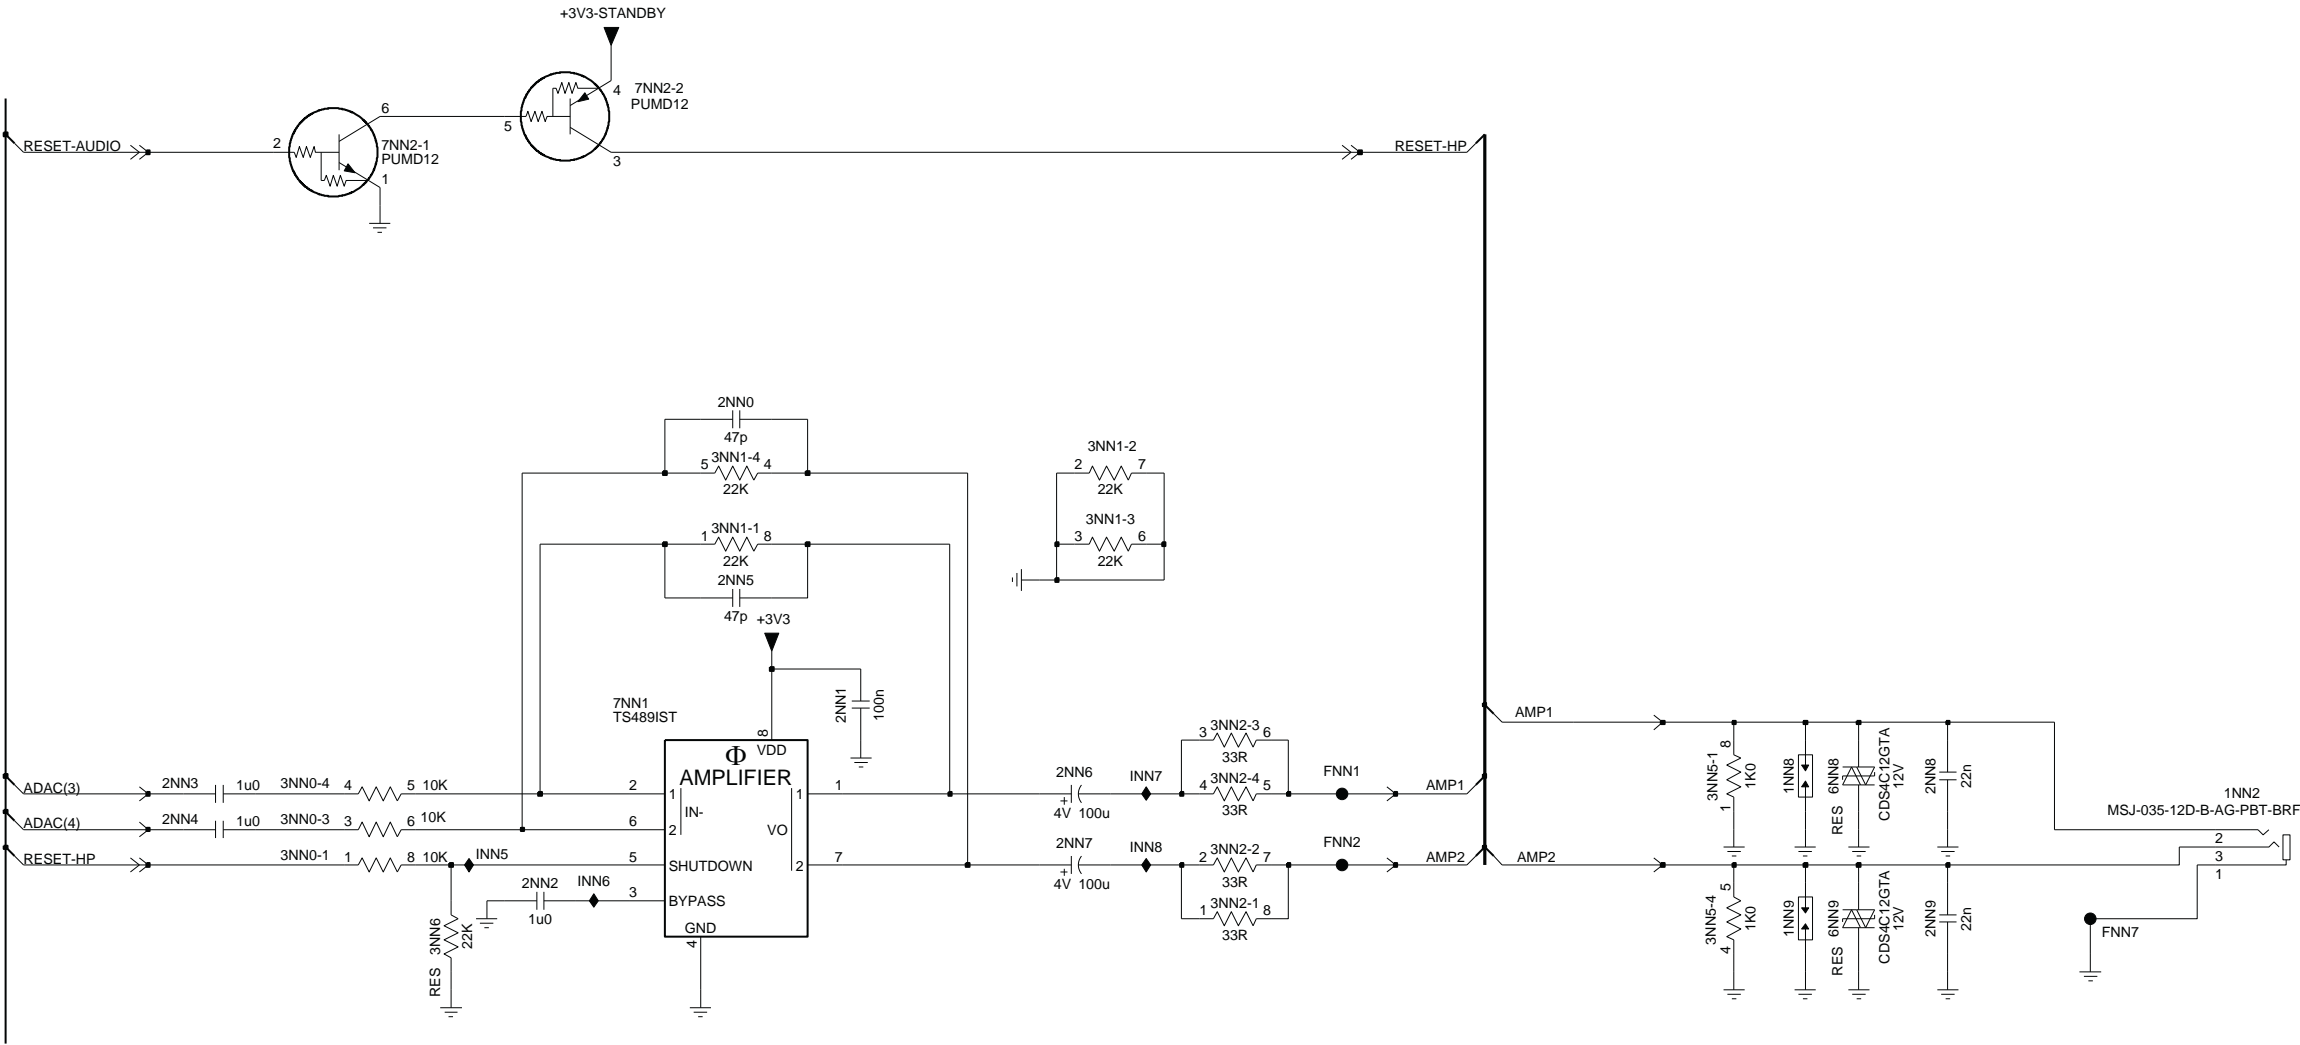 +3V3-STANDBY
4
7NN2-2
PUMD12
5
3
RESET-AUDIO
2
6
7NN2-1
PUMD12
1
RESET-HP
2NN0
47p
5
3NN1-4
4
22K
1
3NN1-1
8
22K
2NN5
47p
3NN1-2
2
7
22K
3NN1-3
3
6
22K
+3V3
2NN1
100n
7NN1
TS489IST
8
VDD
Φ
AMPLIFIER
1
IN-
2
1
VO
2
SHUTDOWN
BYPASS
GND
4
ADAC(3)
2NN3
1u0
3NN0-4
4
5
10K
2
ADAC(4)
2NN4
1u0
3NN0-3
3
6
10K
6
RESET-HP
3NN0-1
1
8
10K
INN5
5
2NN2
1u0
INN6
3
3NN6
22K
RES
1
7
2NN6
+
4V 100u
INN7
3
3NN2-3
6
33R
4
3NN2-4
5
33R
FNN1
AMP1
2NN7
+
4V 100u
INN8
2
3NN2-2
7
33R
1
3NN2-1
8
33R
FNN2
AMP2
AMP1
8
3NN5-1
1K0
1
1NN8
6NN8
RES
CDS4C12GTA
12V
2NN8
22n
AMP2
5
3NN5-4
1K0
4
1NN9
6NN9
RES
CDS4C12GTA
12V
2NN9
22n
1NN2
MSJ-035-12D-B-AG-PBT-BRF
2
3
1
FNN7